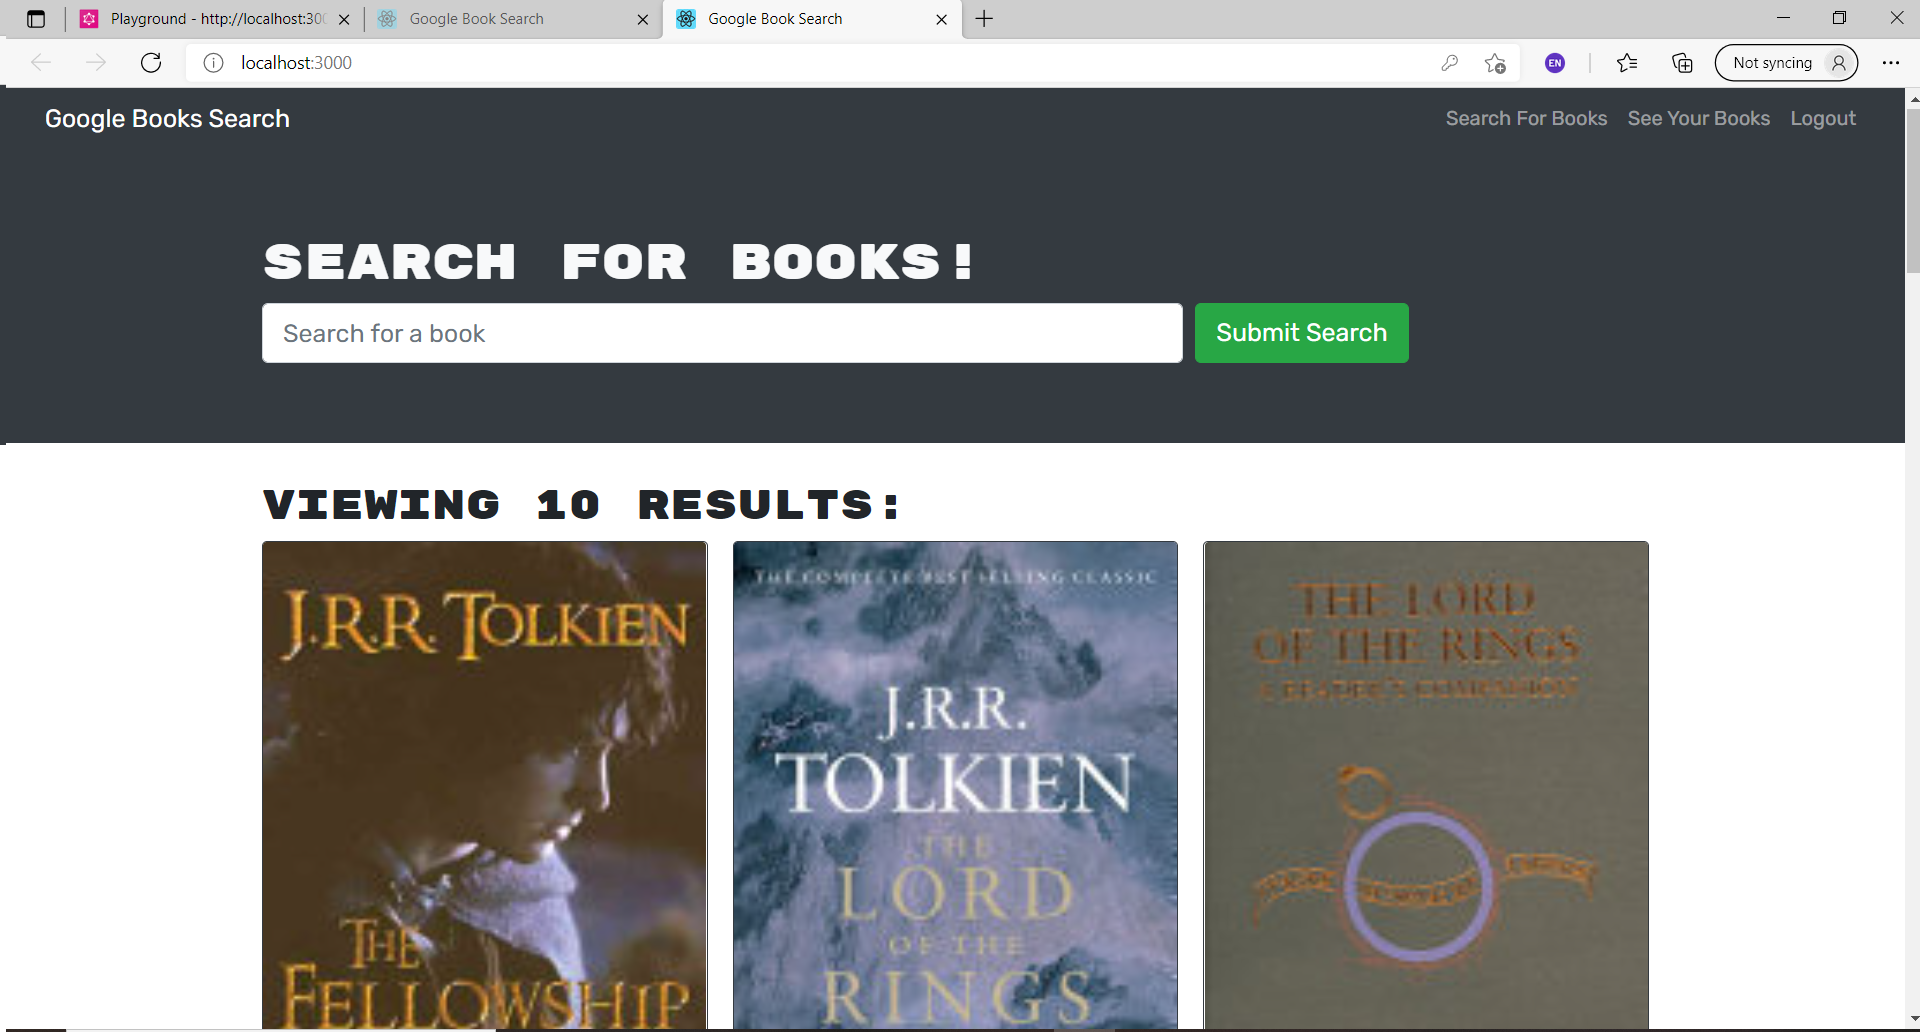 Playground - http://localhost:300
Google Book Search
Google Book Search
localhost:3000
EN
Not syncing
Google Books Search
Search For Books
See Your Books
Logout
SEARCH FOR BOOKS!
Search for a book
Submit Search
VIEWING 10 RESULTS:
J.R.R. TOLKIEN
THE
FELLOWSHIP
THE COMPLETE BEST SELLING CLASSIC
J.R.R.
TOLKIEN
THE
LORD
OF THE
RINGS
THE LORD
OF THE RINGS
A READER'S COMPANION